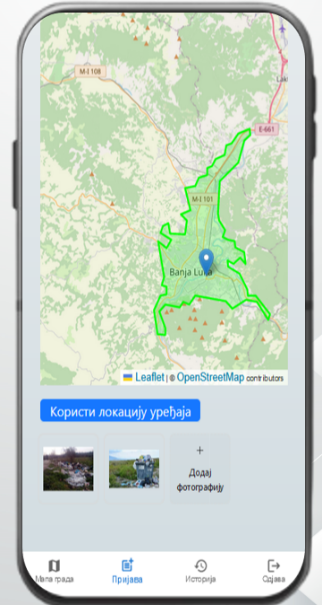 M-I 108
E-661
M-I 101
Banja Luka
Leaflet | © OpenStreetMap contributors
Користи локацију уређаја
+
Додај
фотографију
Мапа града
Пријава
Историја
Одјава